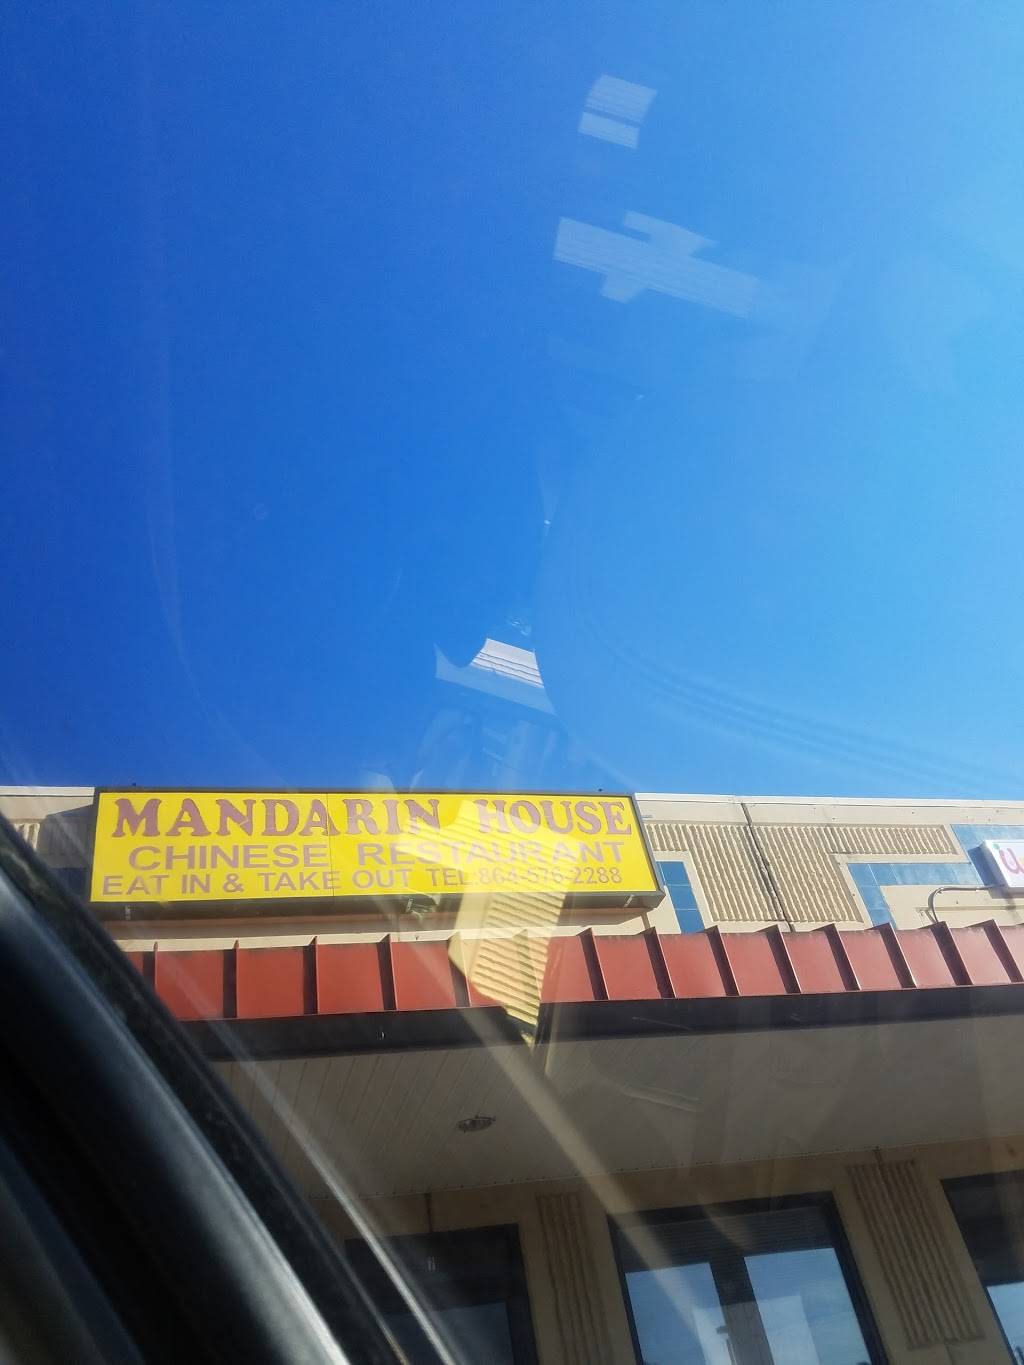 MANDARIN HOUSE
CHINESE RESTAURANT
EAT IN & TAKE OUT TEL:864-576-2288